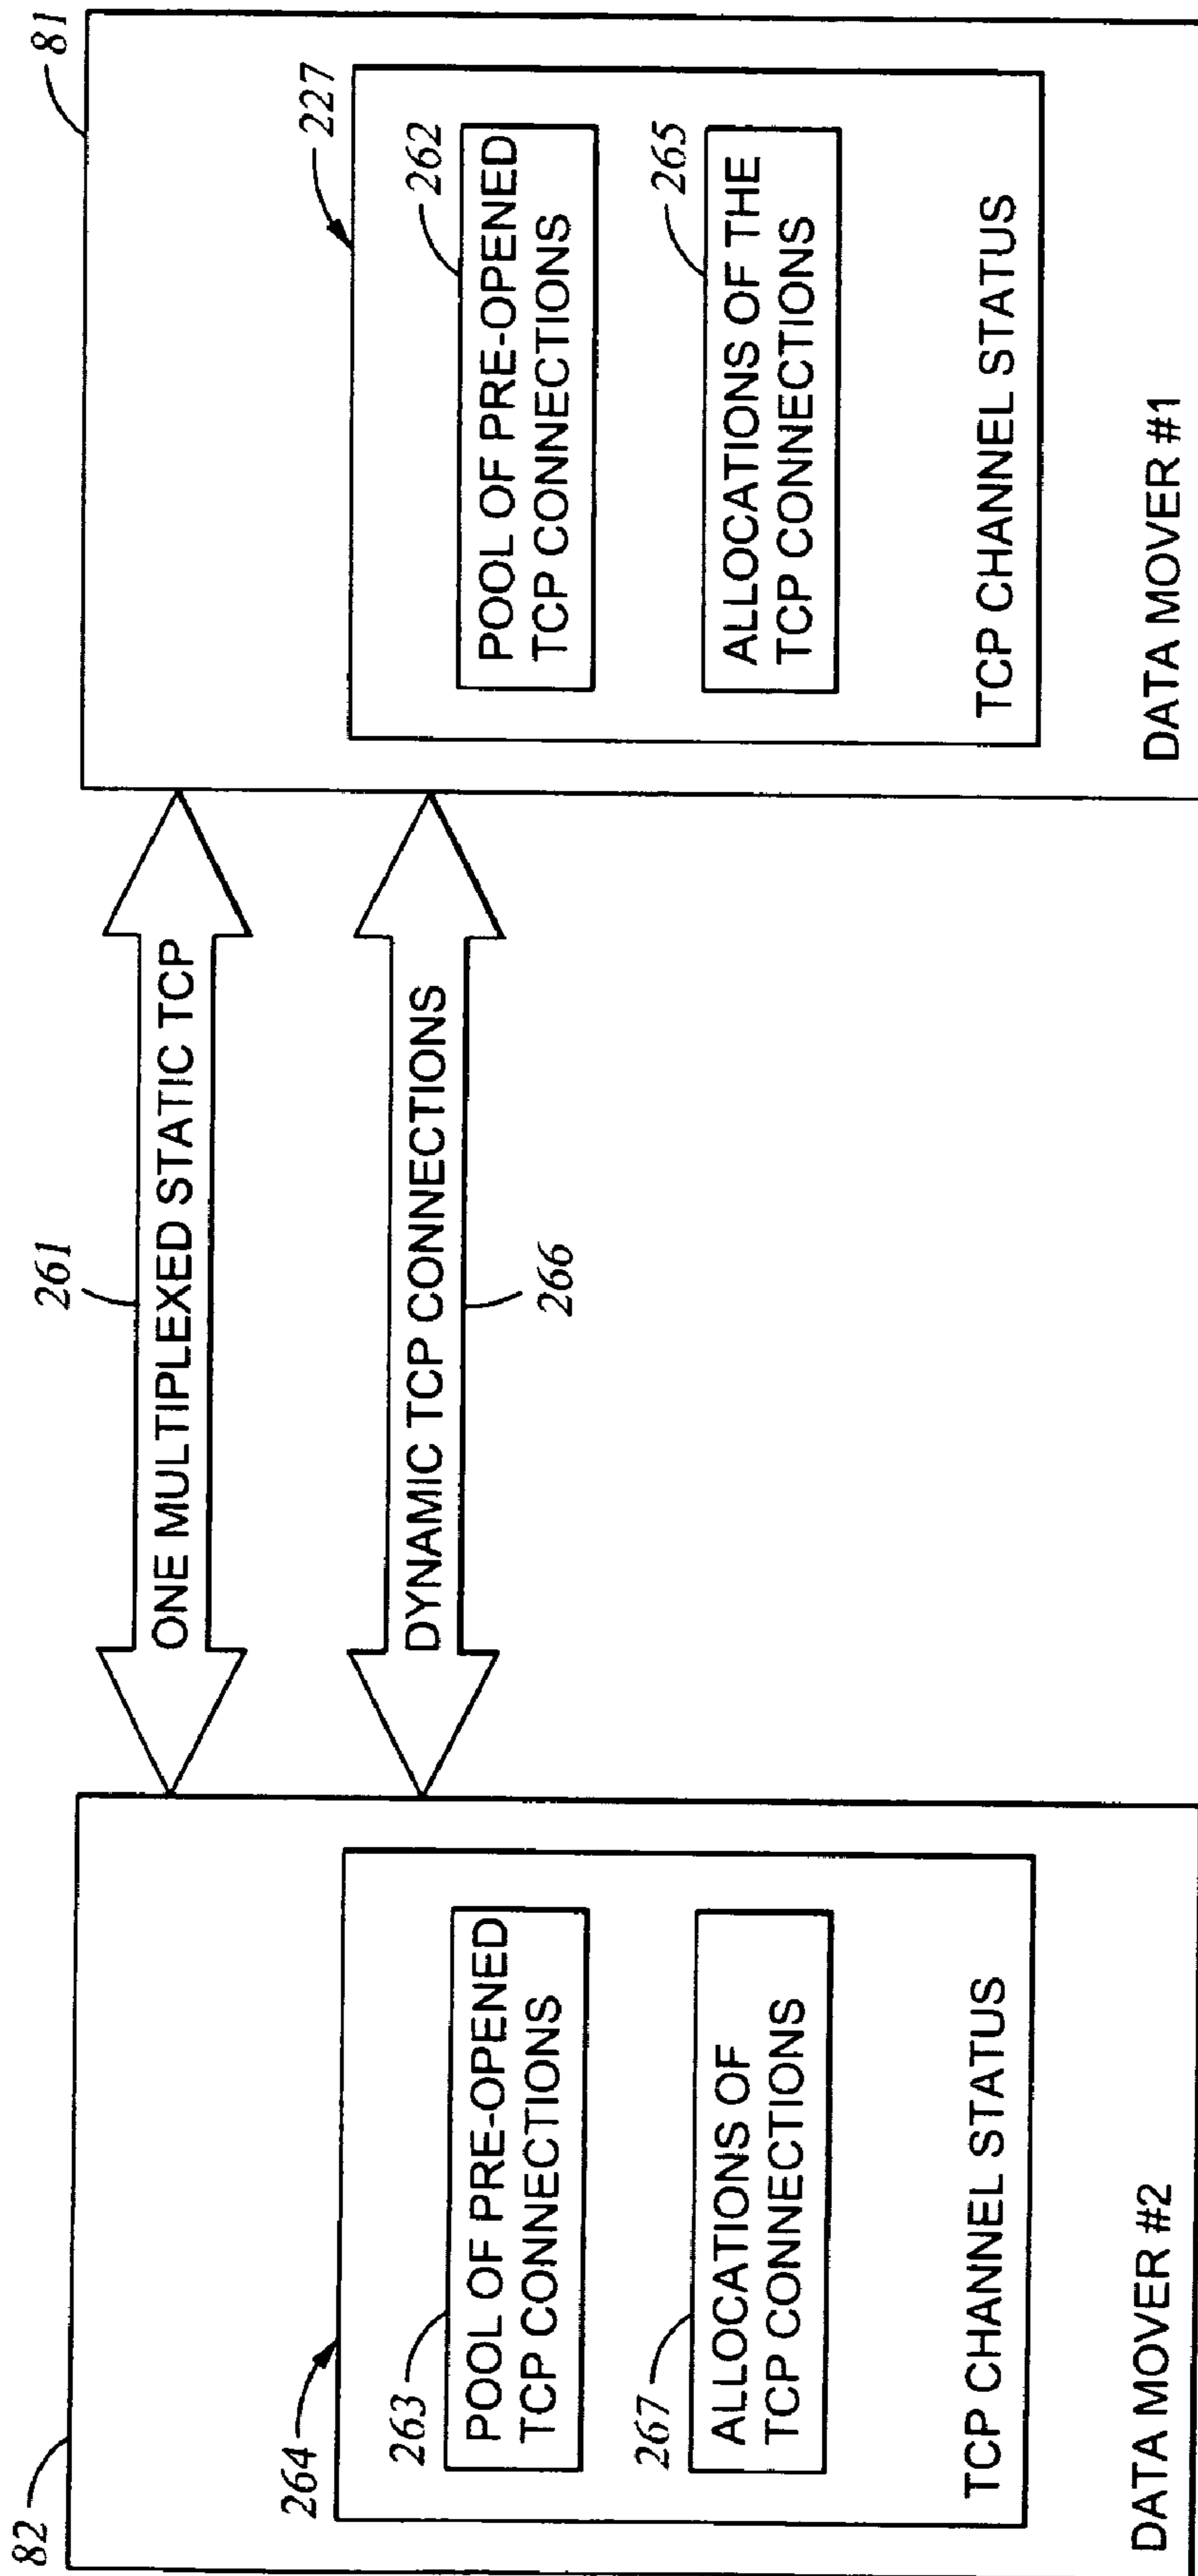 82
264
263
POOL OF PRE-OPENED
TCP CONNECTIONS
267
ALLOCATIONS OF
TCP CONNECTIONS
TCP CHANNEL STATUS
DATA MOVER #2
261
ONE MULTIPLEXED STATIC TCP
DYNAMIC TCP CONNECTIONS
266
81
227
262
POOL OF PRE-OPENED
TCP CONNECTIONS
265
ALLOCATIONS OF THE
TCP CONNECTIONS
TCP CHANNEL STATUS
DATA MOVER #1